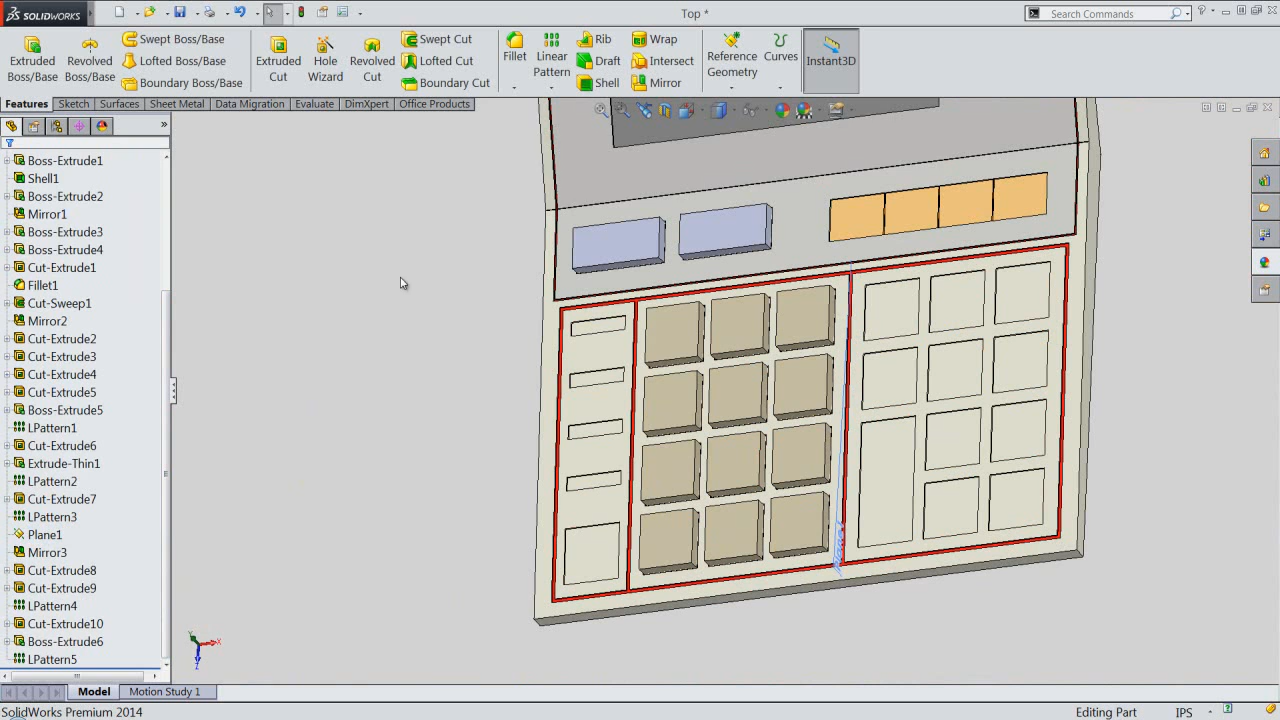 SOLIDWORKS
Top *
Search Commands
Extruded Boss/Base
Revolved Boss/Base
Swept Boss/Base
Lofted Boss/Base
Boundary Boss/Base
Extruded Cut
Hole Wizard
Revolved Cut
Swept Cut
Lofted Cut
Boundary Cut
Fillet
Linear Pattern
Rib
Draft
Shell
Wrap
Intersect
Mirror
Reference Geometry
Curves
Instant3D
Features
Sketch
Surfaces
Sheet Metal
Data Migration
Evaluate
DimXpert
Office Products
Boss-Extrude1
Shell1
Boss-Extrude2
Mirror1
Boss-Extrude3
Boss-Extrude4
Cut-Extrude1
Fillet1
Cut-Sweep1
Mirror2
Cut-Extrude2
Cut-Extrude3
Cut-Extrude4
Cut-Extrude5
Boss-Extrude5
LPattern1
Cut-Extrude6
Extrude-Thin1
LPattern2
Cut-Extrude7
LPattern3
Plane1
Mirror3
Cut-Extrude8
Cut-Extrude9
LPattern4
Cut-Extrude10
Boss-Extrude6
LPattern5
Y X Z
Model
Motion Study 1
SolidWorks Premium 2014
Editing Part
IPS